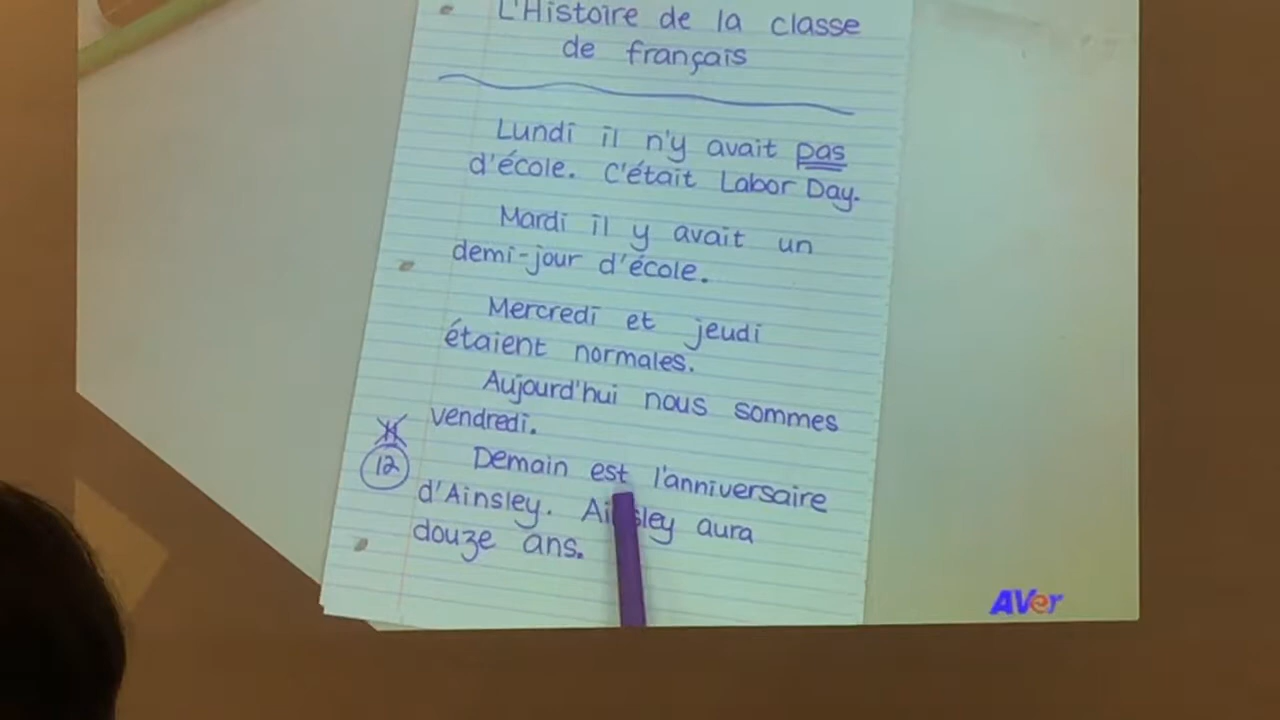 L'Histoire de la classe
de français
Lundi il n'y avait pas
d'école. C'était Labor Day.
Mardi il y avait un
demi-jour d'école.
Mercredi et jeudi
étaient normales.
Aujourd'hui nous sommes
vendredi.
12
Demain est l'anniversaire
d'Ainsley. Ainsley aura
douze ans.
AVer